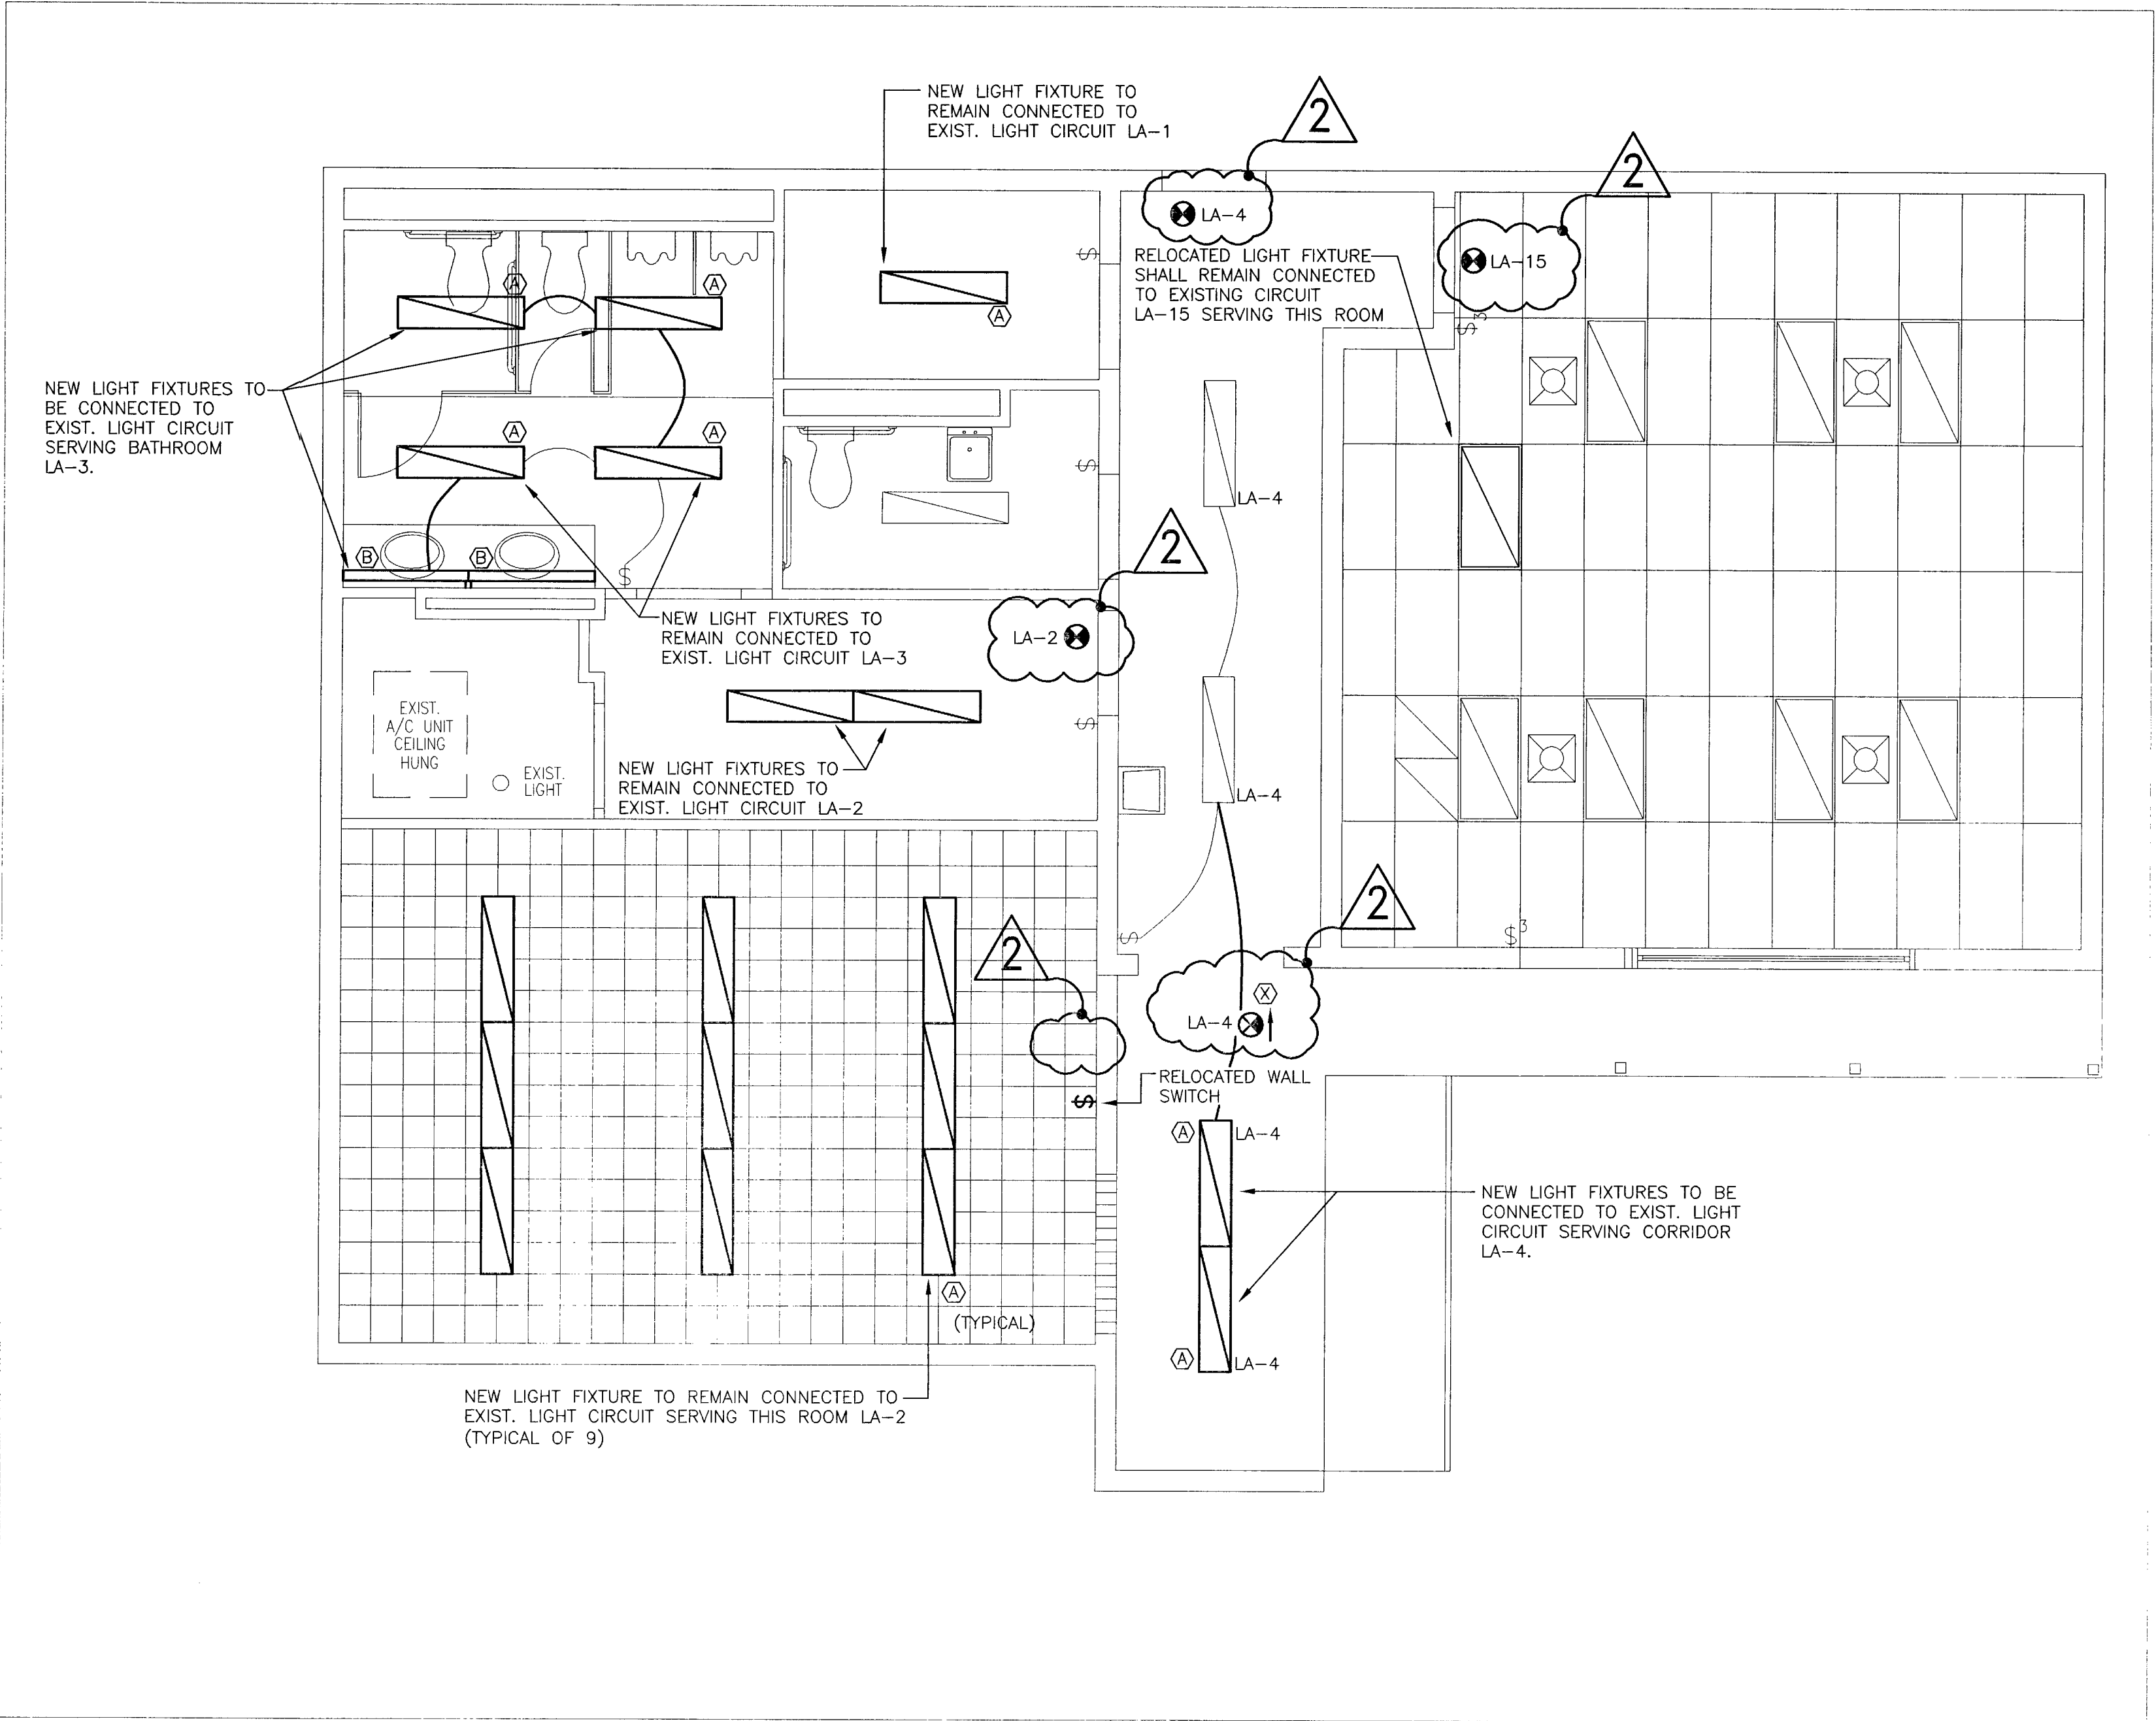 NEW LIGHT FIXTURE TO
REMAIN CONNECTED TO
EXIST. LIGHT CIRCUIT LA-1
2
2
LA-4
RELOCATED LIGHT FIXTURE
SHALL REMAIN CONNECTED
TO EXISTING CIRCUIT
LA-15 SERVING THIS ROOM
LA-15
$
$3
A
A
A
NEW LIGHT FIXTURES TO
BE CONNECTED TO
EXIST. LIGHT CIRCUIT
SERVING BATHROOM
LA-3.
A
A
$
LA-4
B
B
$
2
NEW LIGHT FIXTURES TO
REMAIN CONNECTED TO
EXIST. LIGHT CIRCUIT LA-3
LA-2
EXIST.
A/C UNIT
CEILING
HUNG
EXIST.
LIGHT
$
NEW LIGHT FIXTURES TO
REMAIN CONNECTED TO
EXIST. LIGHT CIRCUIT LA-2
LA-4
2
2
$
$3
X
LA-4
RELOCATED WALL
SWITCH
$
A
LA-4
NEW LIGHT FIXTURES TO BE
CONNECTED TO EXIST. LIGHT
CIRCUIT SERVING CORRIDOR
LA-4.
A
(TYPICAL)
A
LA-4
NEW LIGHT FIXTURE TO REMAIN CONNECTED TO
EXIST. LIGHT CIRCUIT SERVING THIS ROOM LA-2
(TYPICAL OF 9)